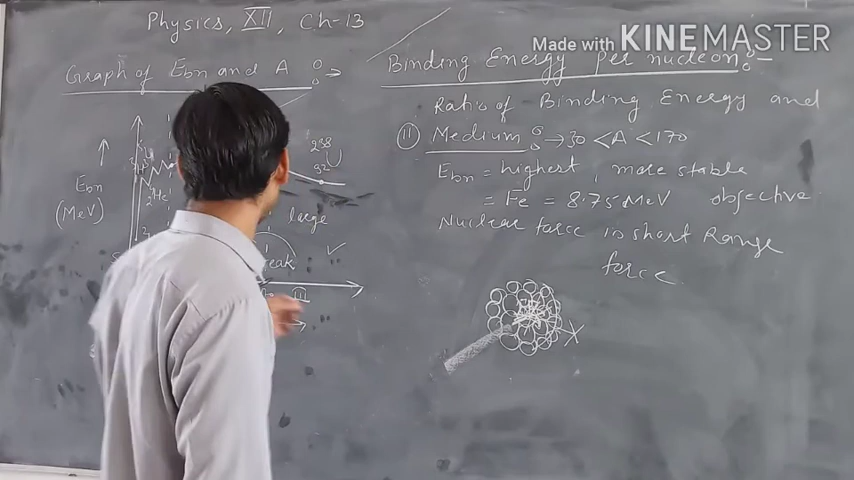 Physics, XII, Ch-13
Made with KINEMASTER
Graph of Ebn and A :→
Binding Energy Per nucleon:-
Ratio of Binding Energy and
(II) Medium :→ 30 < A < 170
Ebn = highest, more stable
= Fe = 8.75 MeV objective
Nuclear force is short Range
force
Ebn
(MeV)
He
238
92 U
large
III
X